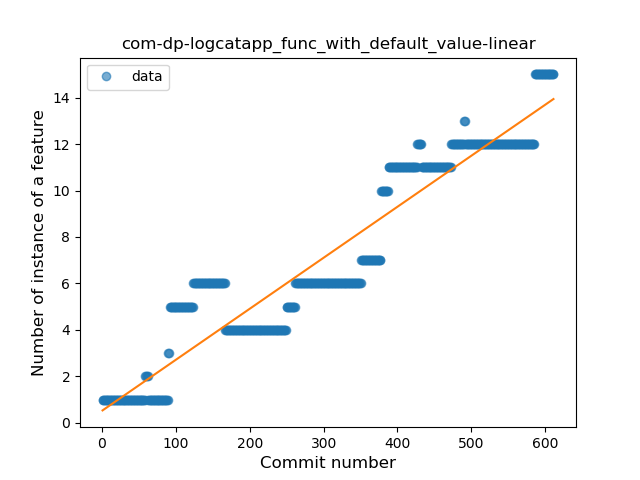 com-dp-logcatapp_func_with_default_value-linear
data
Number of instance of a feature
14
12
10
8
6
4
2
0
0 100 200 300 400 500 600
Commit number